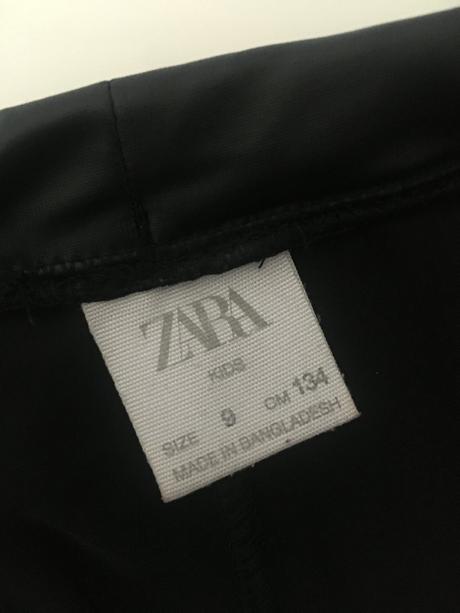 ZARA
KIDS
SIZE 9 CM 134
MADE IN BANGLADESH